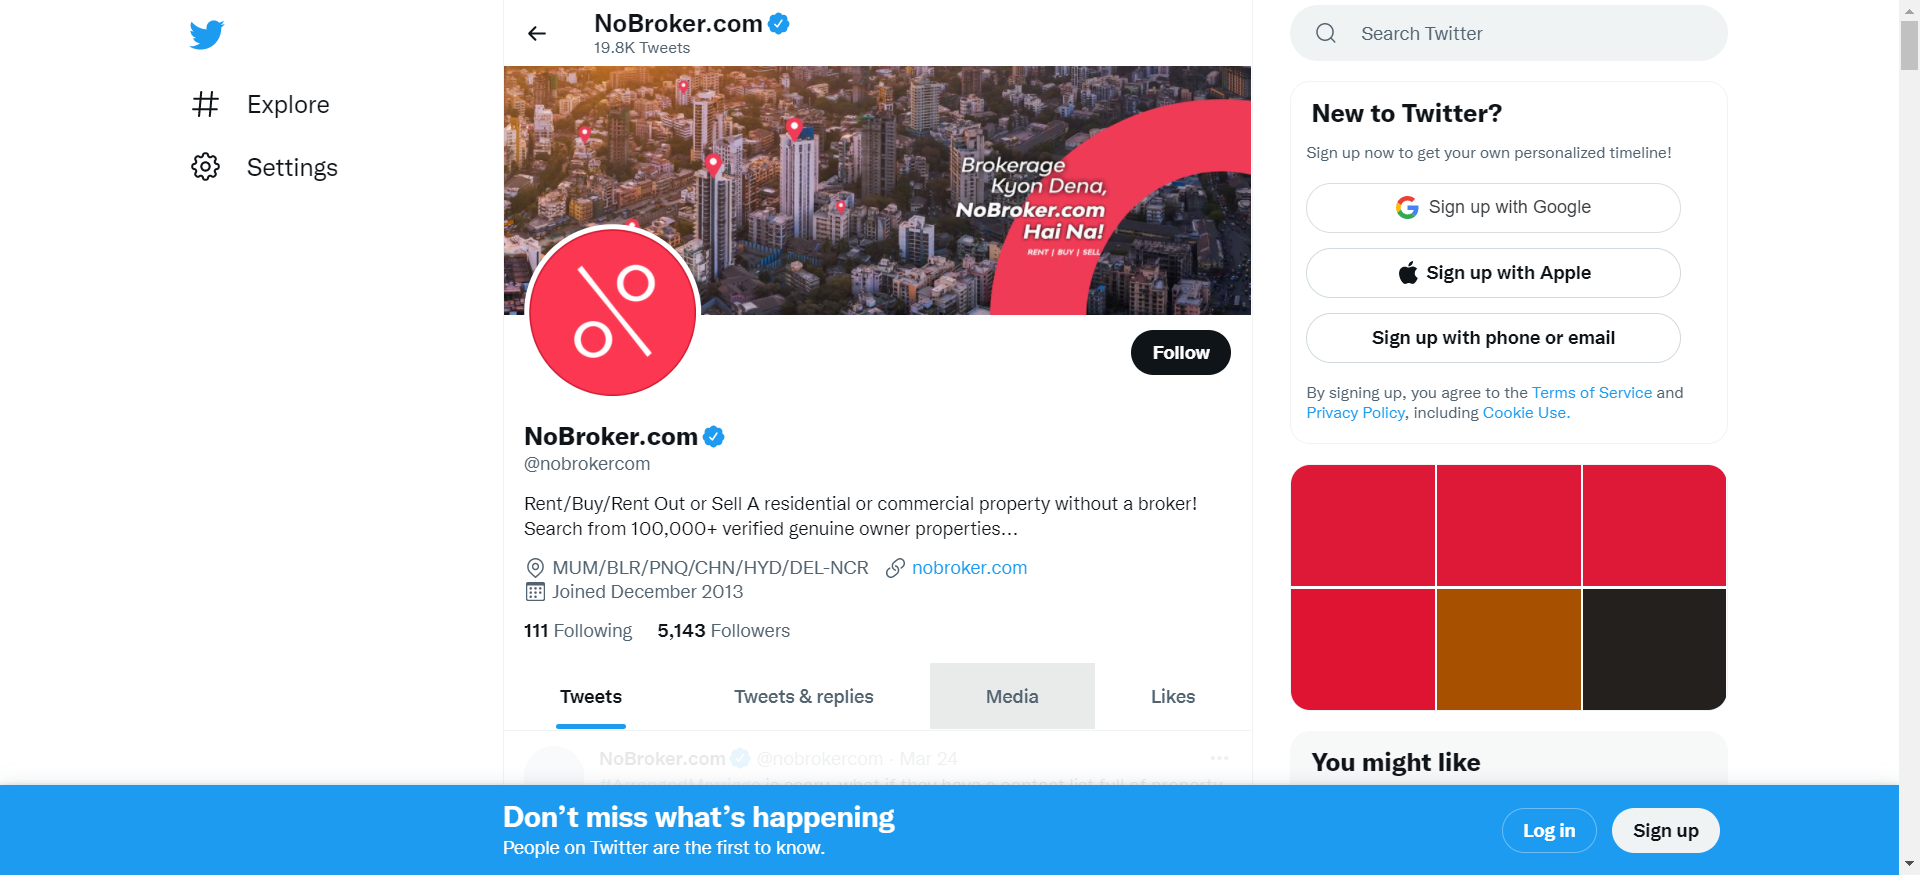 Explore
Settings
NoBroker.com
19.8K Tweets
Brokerage
Kyon Dena,
NoBroker.com
Hai Na!
RENT | BUY | SELL
Follow
NoBroker.com
@nobrokercom
Rent/Buy/Rent Out or Sell A residential or commercial property without a broker!
Search from 100,000+ verified genuine owner properties...
MUM/BLR/PNQ/CHN/HYD/DEL-NCR nobroker.com
Joined December 2013
111 Following 5,143 Followers
Tweets Tweets & replies Media Likes
NoBroker.com @nobrokercom · Mar 24
Search Twitter
New to Twitter?
Sign up now to get your own personalized timeline!
Sign up with Google
Sign up with Apple
Sign up with phone or email
By signing up, you agree to the Terms of Service and
Privacy Policy, including Cookie Use.
You might like
Don’t miss what’s happening
People on Twitter are the first to know.
Log in
Sign up